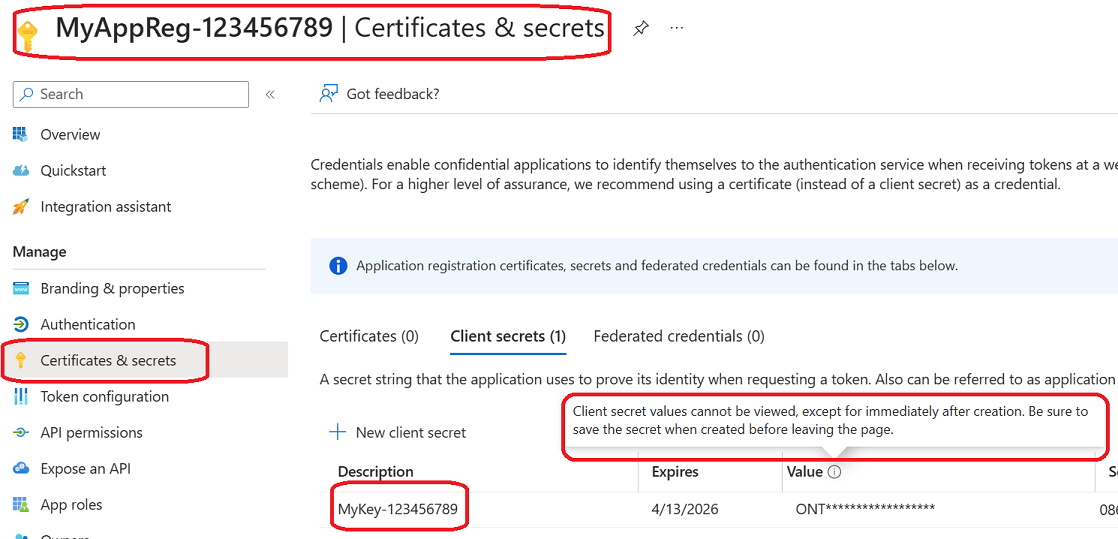 MyAppReg-123456789 | Certificates & secrets
Search
Got feedback?
Overview
Quickstart
Integration assistant
Manage
Branding & properties
Authentication
Certificates & secrets
Token configuration
API permissions
Expose an API
App roles
Owners
Credentials enable confidential applications to identify themselves to the authentication service when receiving tokens at a we
scheme). For a higher level of assurance, we recommend using a certificate (instead of a client secret) as a credential.
Application registration certificates, secrets and federated credentials can be found in the tabs below.
Certificates (0) Client secrets (1) Federated credentials (0)
A secret string that the application uses to prove its identity when requesting a token. Also can be referred to as application
Client secret values cannot be viewed, except for immediately after creation. Be sure to
save the secret when created before leaving the page.
New client secret
Description Expires Value
MyKey-123456789 4/13/2026 ONT******************